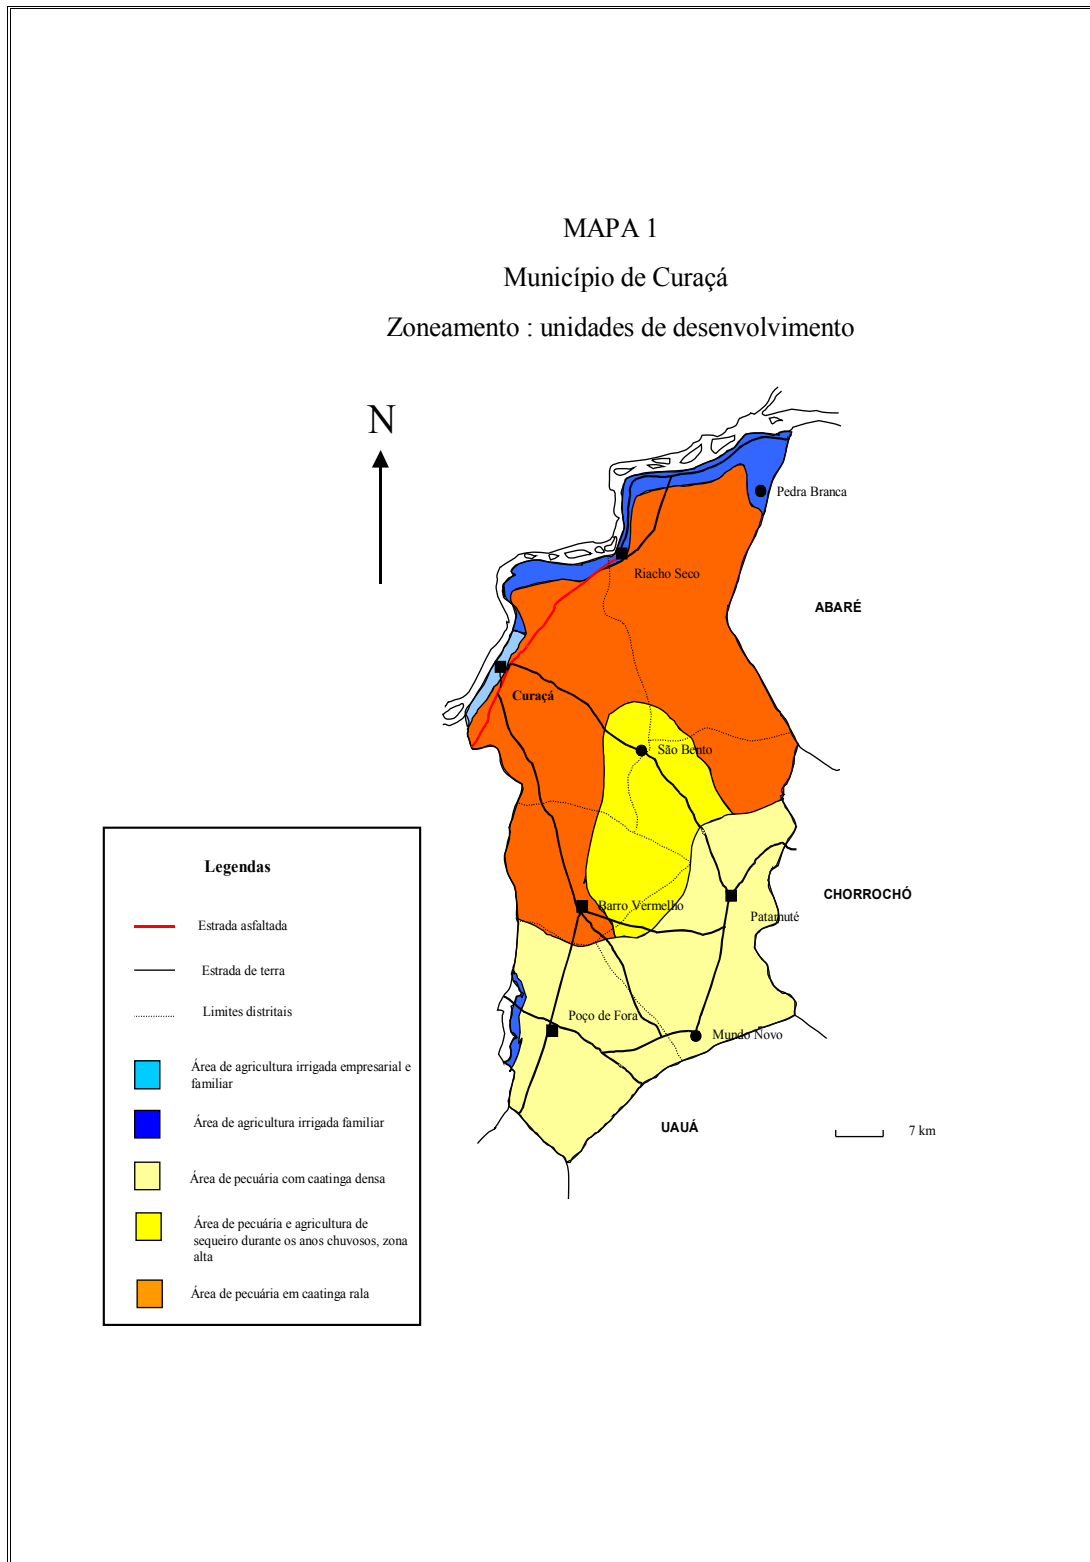 MAPA 1
Município de Curaçá
Zoneamento : unidades de desenvolvimento
N
Pedra Branca
Riacho Seco
ABARÉ
Curaçá
São Bento
CHORROCHÓ
Barro Vermelho
Patamuté
Poço de Fora
Mundo Novo
UAUÁ
7 km
Legendas
Estrada asfaltada
Estrada de terra
Limites distritais
Área de agricultura irrigada empresarial e
familiar
Área de agricultura irrigada familiar
Área de pecuária com caatinga densa
Área de pecuária e agricultura de
sequeiro durante os anos chuvosos, zona
alta
Área de pecuária em caatinga rala